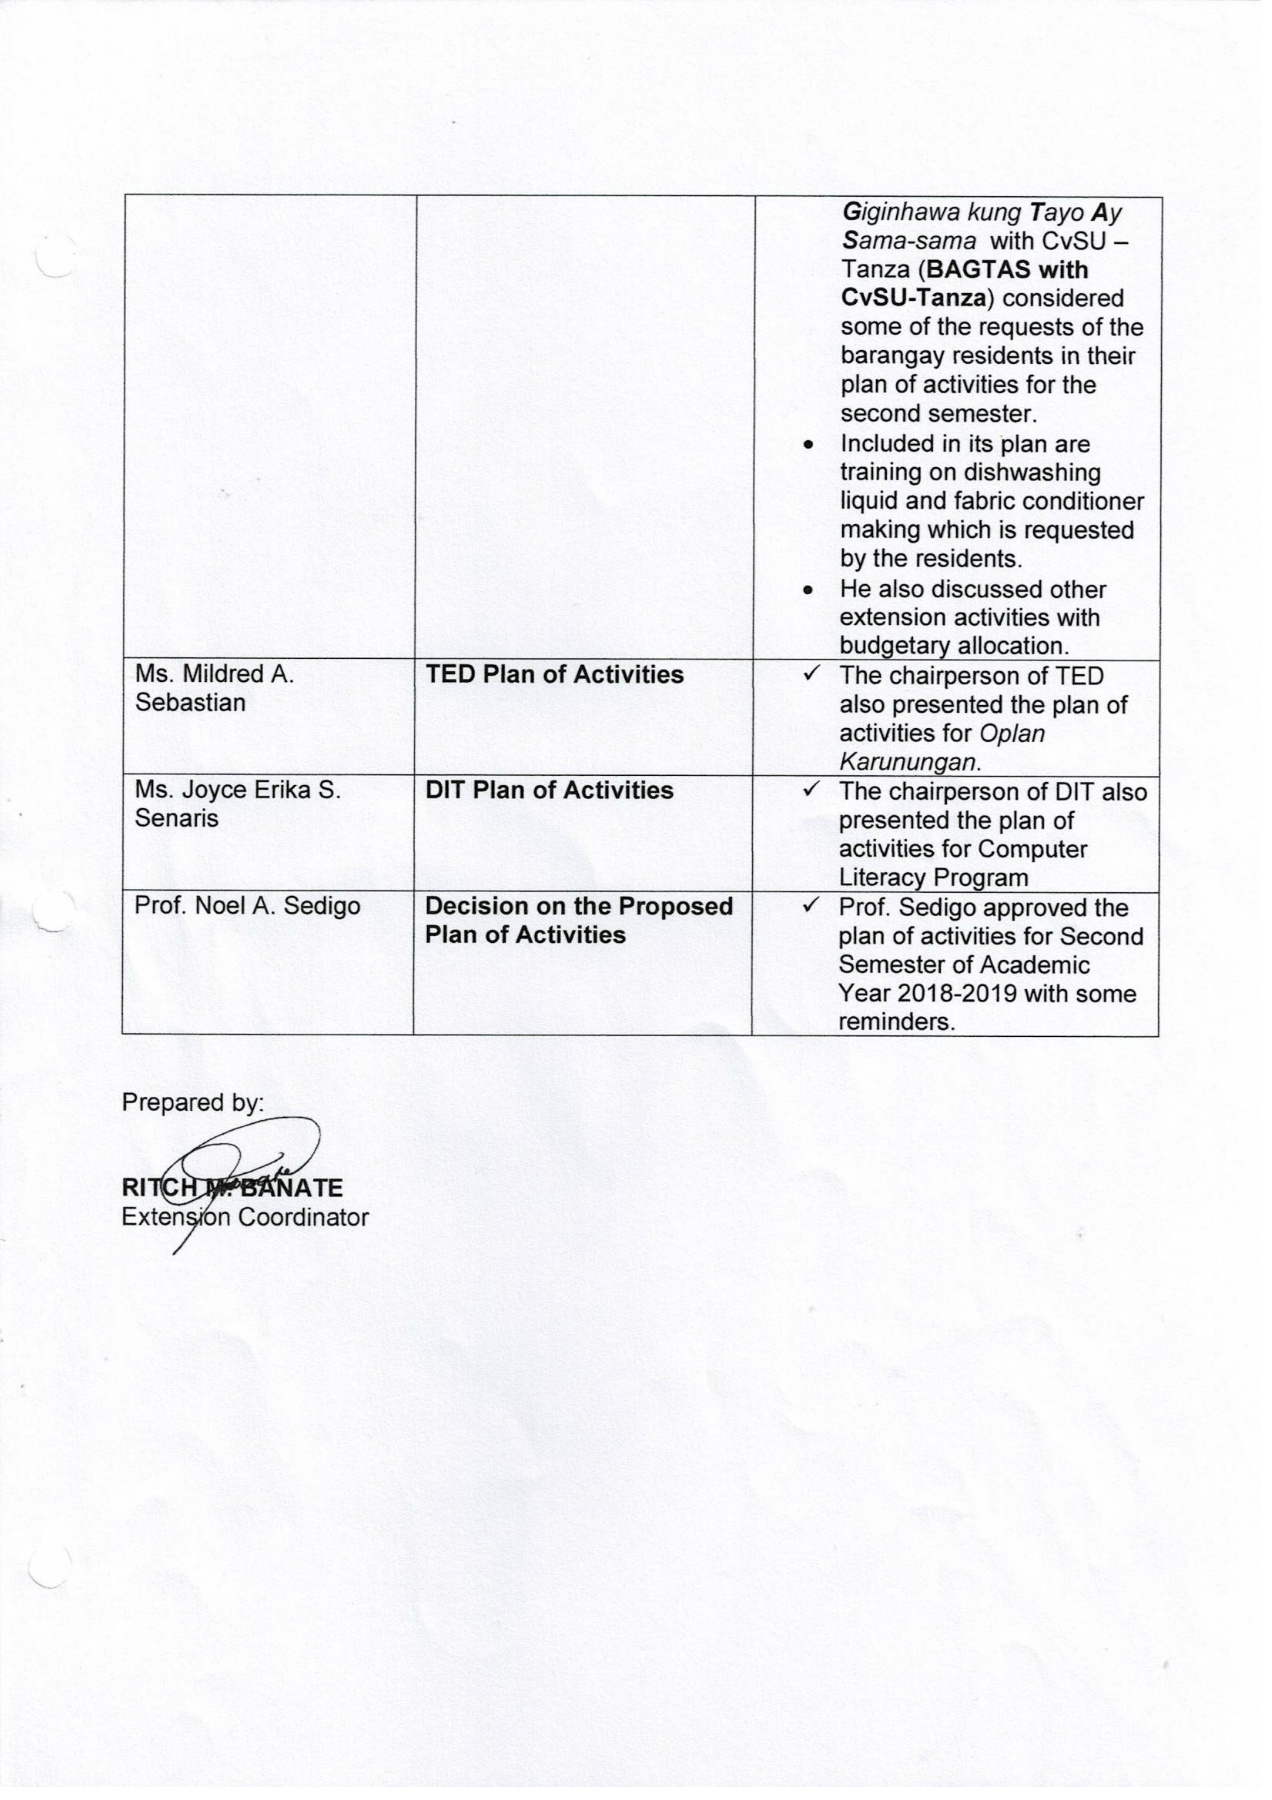 Giginhawa kung Tayo Ay
Sama-sama with CvSU –
Tanza (BAGTAS with
CvSU-Tanza) considered
some of the requests of the
barangay residents in their
plan of activities for the
second semester.
• Included in its plan are
training on dishwashing
liquid and fabric conditioner
making which is requested
by the residents.
• He also discussed other
extension activities with
budgetary allocation.
Ms. Mildred A.
Sebastian
TED Plan of Activities
✓ The chairperson of TED
also presented the plan of
activities for Oplan
Karunungan.
Ms. Joyce Erika S.
Senaris
DIT Plan of Activities
✓ The chairperson of DIT also
presented the plan of
activities for Computer
Literacy Program
Prof. Noel A. Sedigo
Decision on the Proposed
Plan of Activities
✓ Prof. Sedigo approved the
plan of activities for Second
Semester of Academic
Year 2018-2019 with some
reminders.
Prepared by:
RITCH M. BANATE
Extension Coordinator